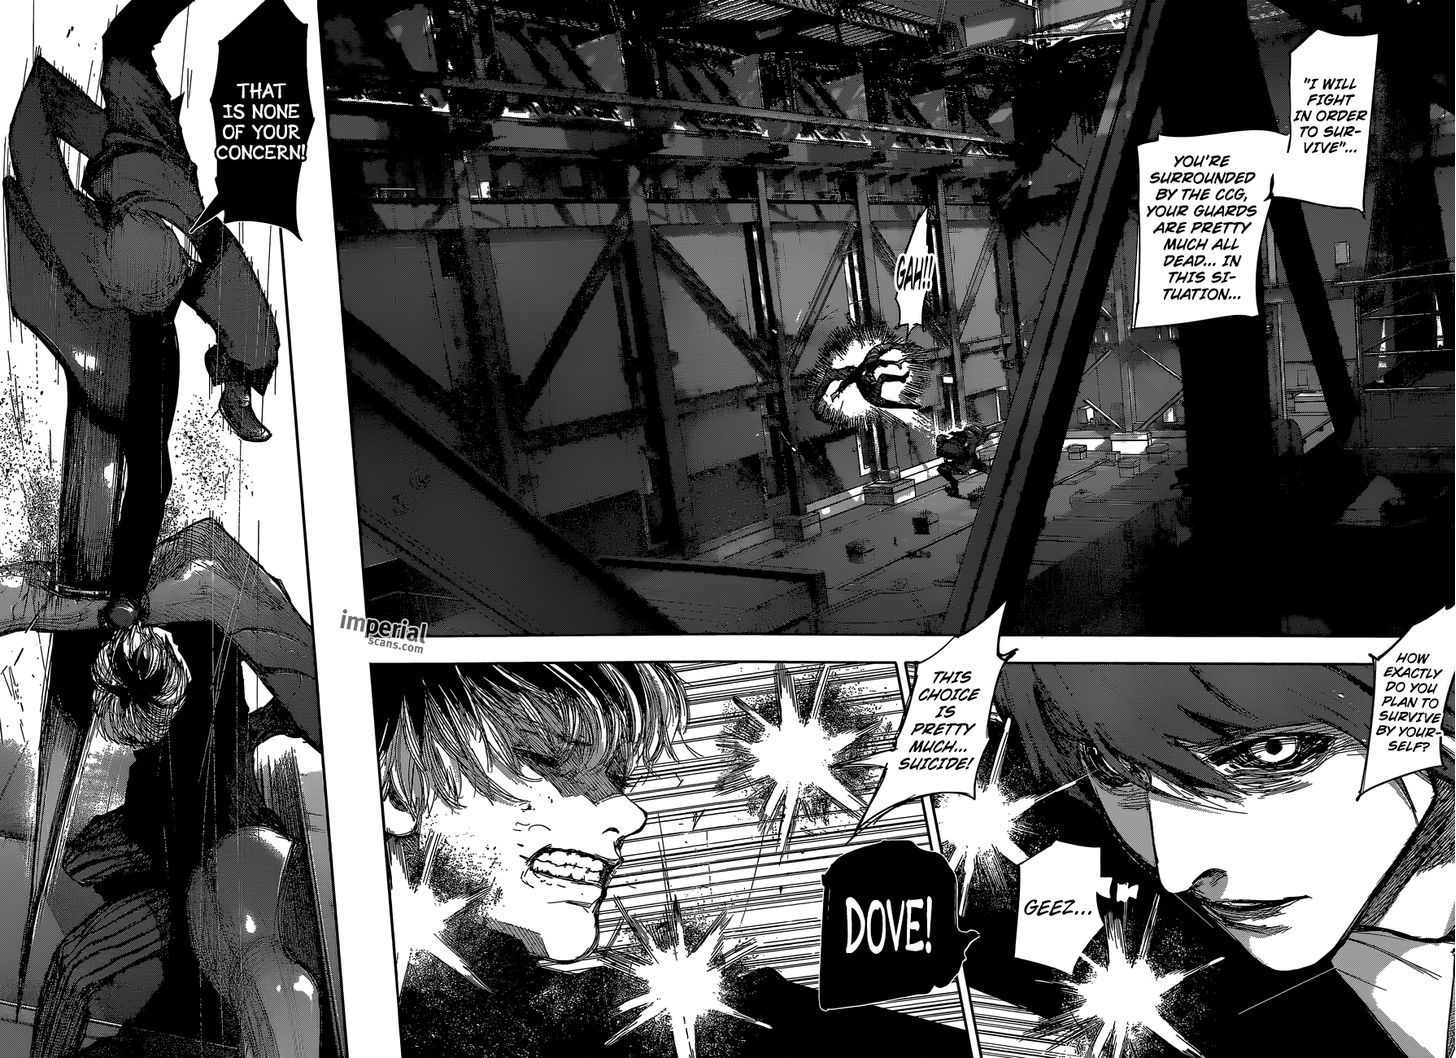 "I WILL
FIGHT
IN ORDER
TO SUR-
VIVE"...
YOU'RE
SURROUNDED
BY THE CCG,
YOUR GUARDS
ARE PRETTY
MUCH ALL
DEAD... IN
THIS SI-
TUATION...
GAH!!
HOW
EXACTLY
DO YOU
PLAN TO
SURVIVE
BY YOUR-
SELF?
GEEZ...
THIS
CHOICE
IS
PRETTY
MUCH...
SUICIDE!
DOVE!
THAT
IS NONE
OF YOUR
CONCERN!
imperial
scans.com